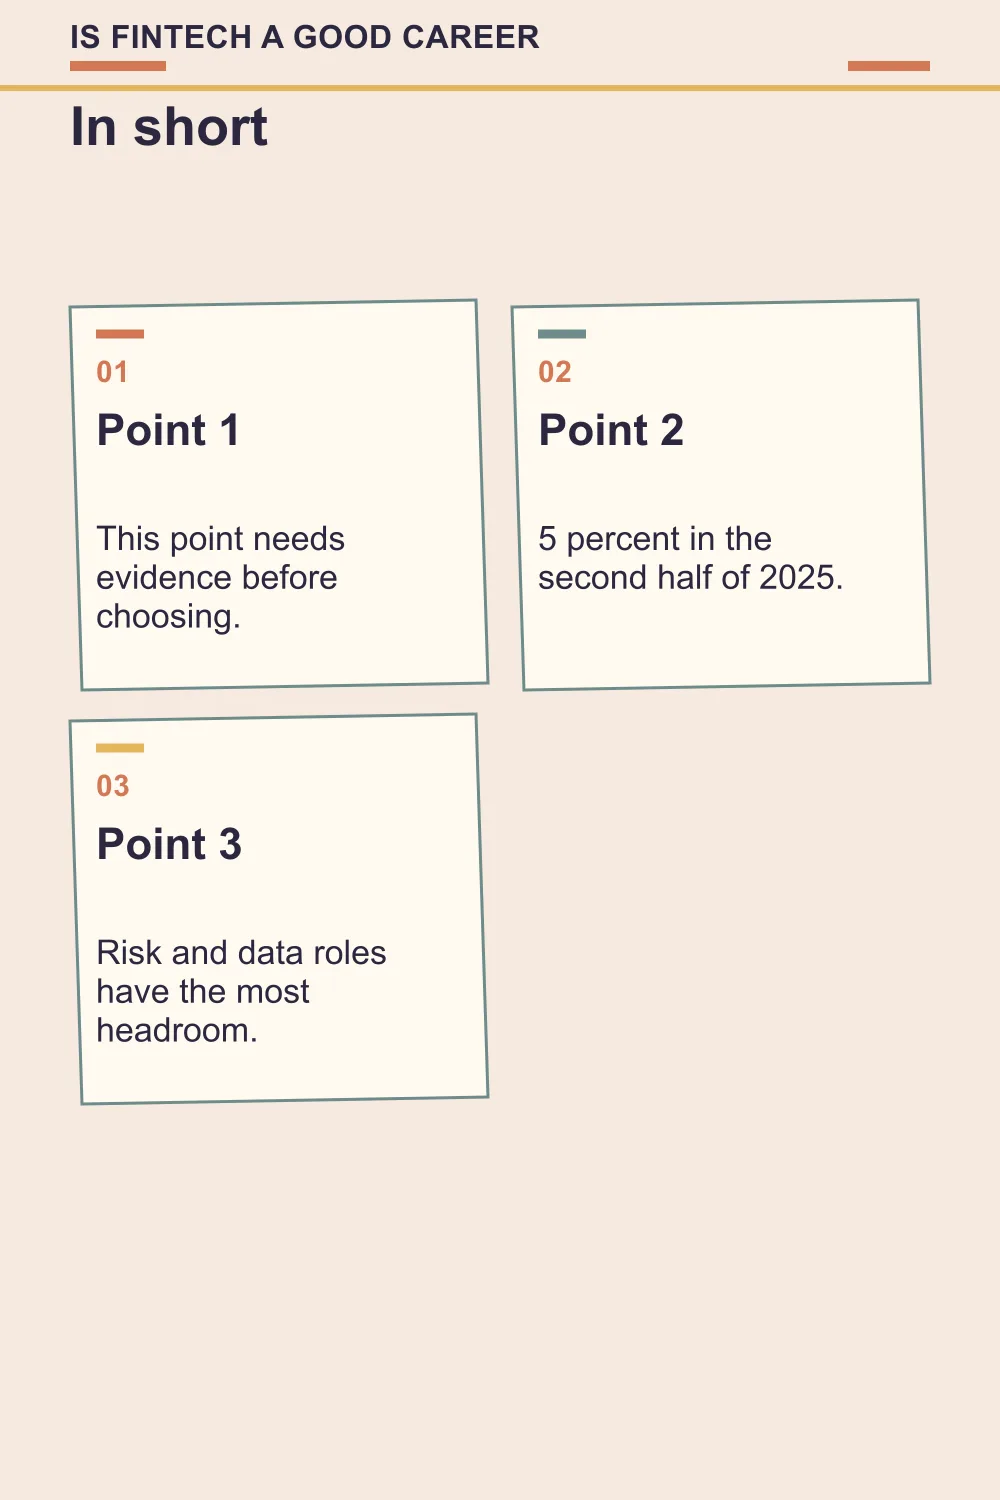 IS FINTECH A GOOD CAREER
In short
01
Point 1
This point needs
evidence before
choosing.
02
Point 2
5 percent in the
second half of 2025.
03
Point 3
Risk and data roles
have the most
headroom.